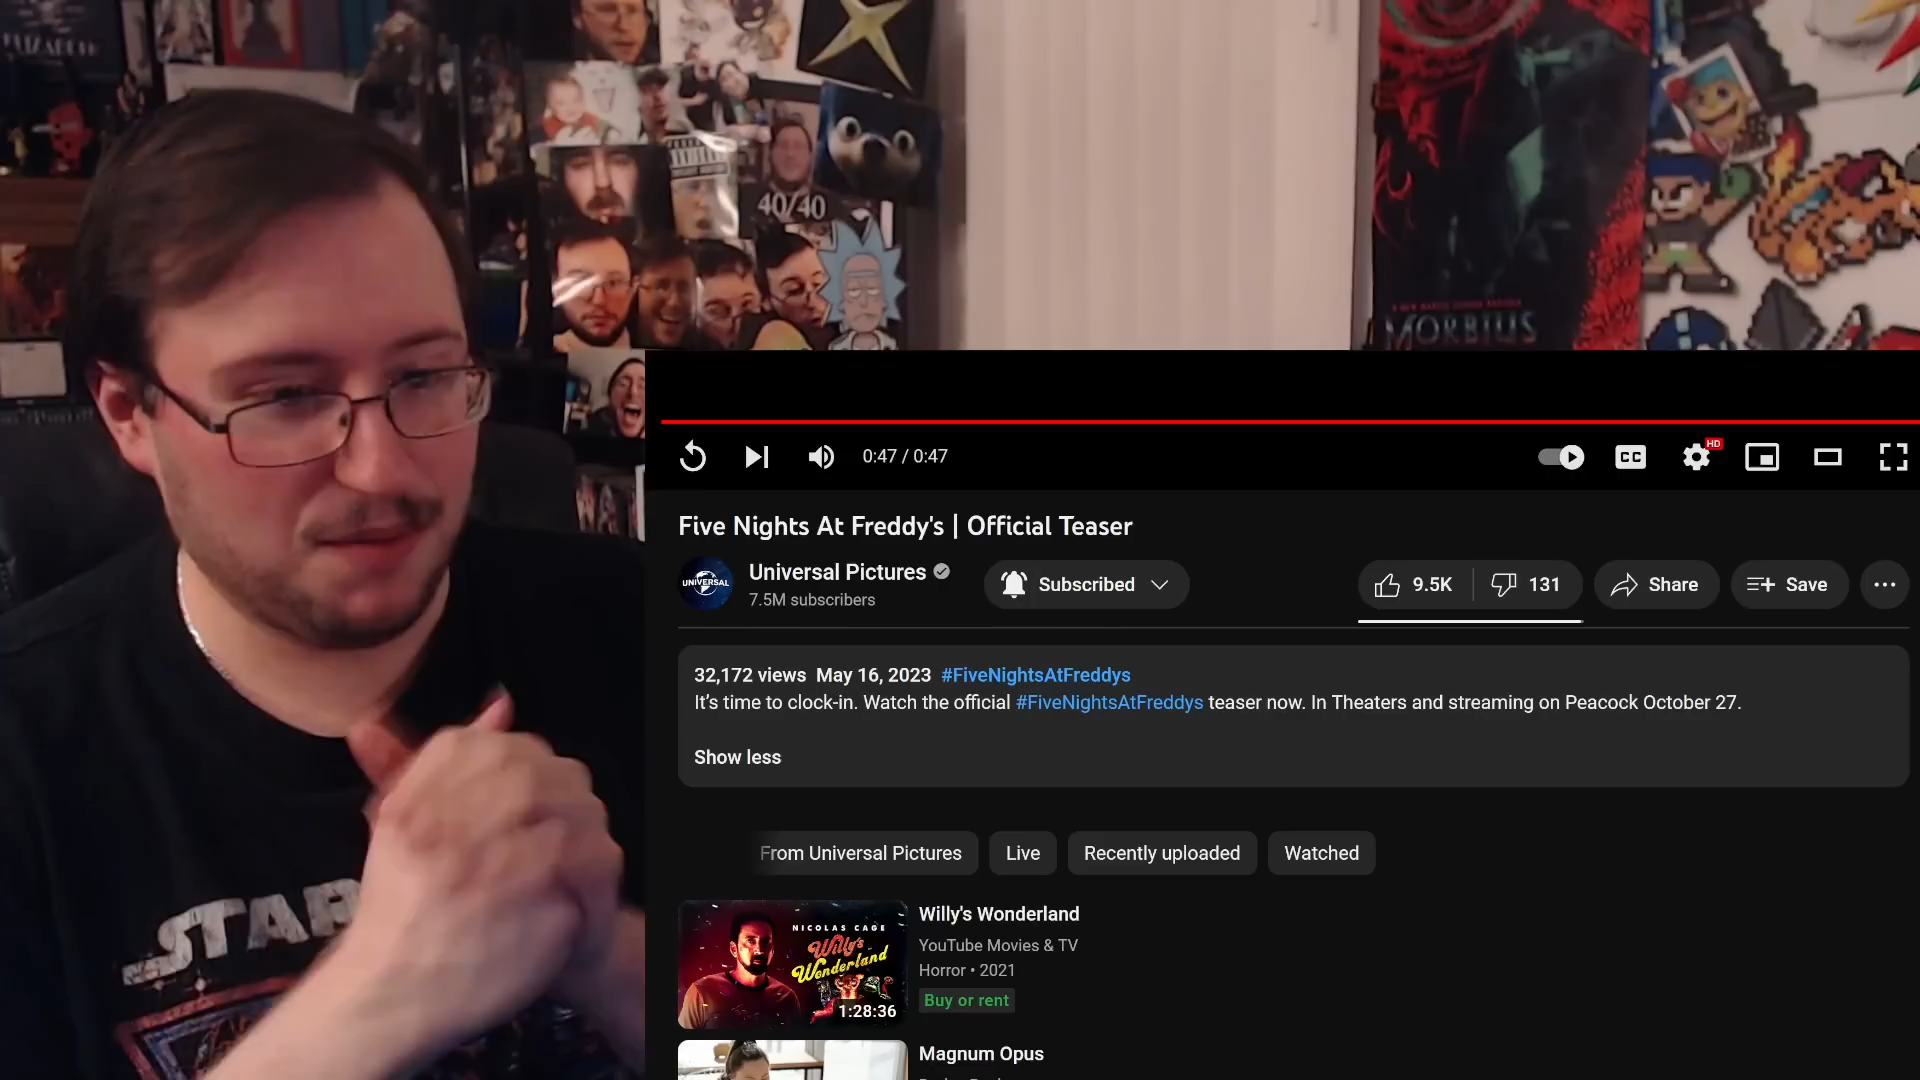 40/40
MORBIUS
STAR
HD
CC
0:47 / 0:47
Five Nights At Freddy's | Official Teaser
UNIVERSAL
Universal Pictures
7.5M subscribers
Subscribed
9.5K
131
Share
Save
32,172 views May 16, 2023 #FiveNightsAtFreddys
It's time to clock-in. Watch the official #FiveNightsAtFreddys teaser now. In Theaters and streaming on Peacock October 27.
Show less
From Universal Pictures
Live
Recently uploaded
Watched
NICOLAS CAGE
Willy's
Wonderland
1:28:36
Willy's Wonderland
YouTube Movies & TV
Horror • 2021
Buy or rent
Magnum Opus